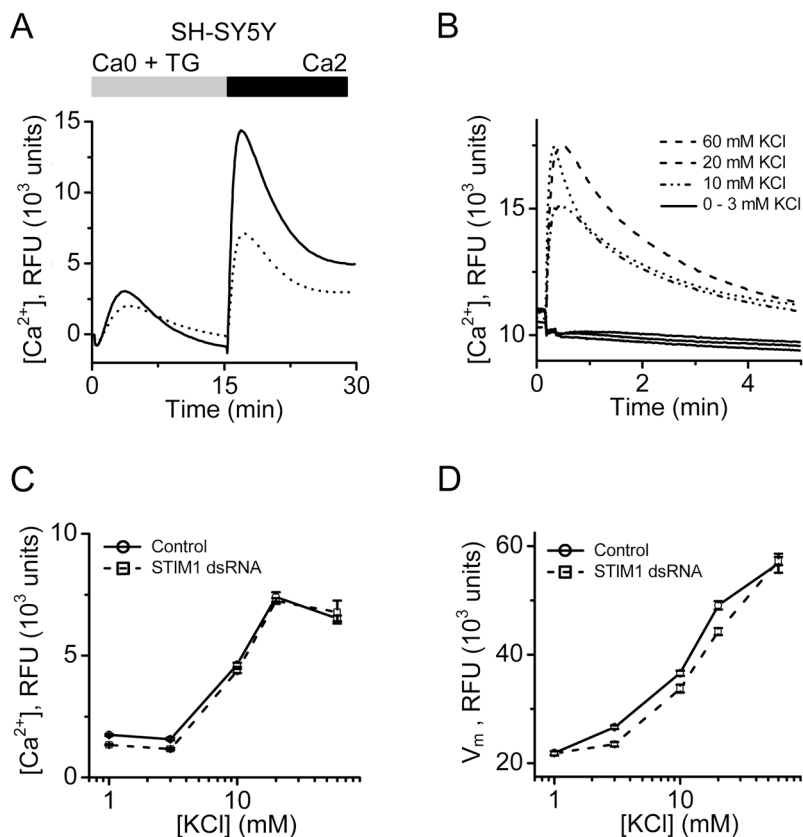 A
SH-SY5Y
Ca0 + TG
Ca2
[Ca²⁺], RFU (10³ units)
15
10
5
0
0
15
30
Time (min)
B
60 mM KCl
20 mM KCl
10 mM KCl
0 - 3 mM KCl
[Ca²⁺], RFU (10³ units)
15
10
0
2
4
Time (min)
C
Control
STIM1 dsRNA
[Ca²⁺], RFU (10³ units)
10
5
0
1
10
[KCl] (mM)
D
Control
STIM1 dsRNA
Vₘ , RFU (10³ units)
60
40
20
1
10
[KCl] (mM)